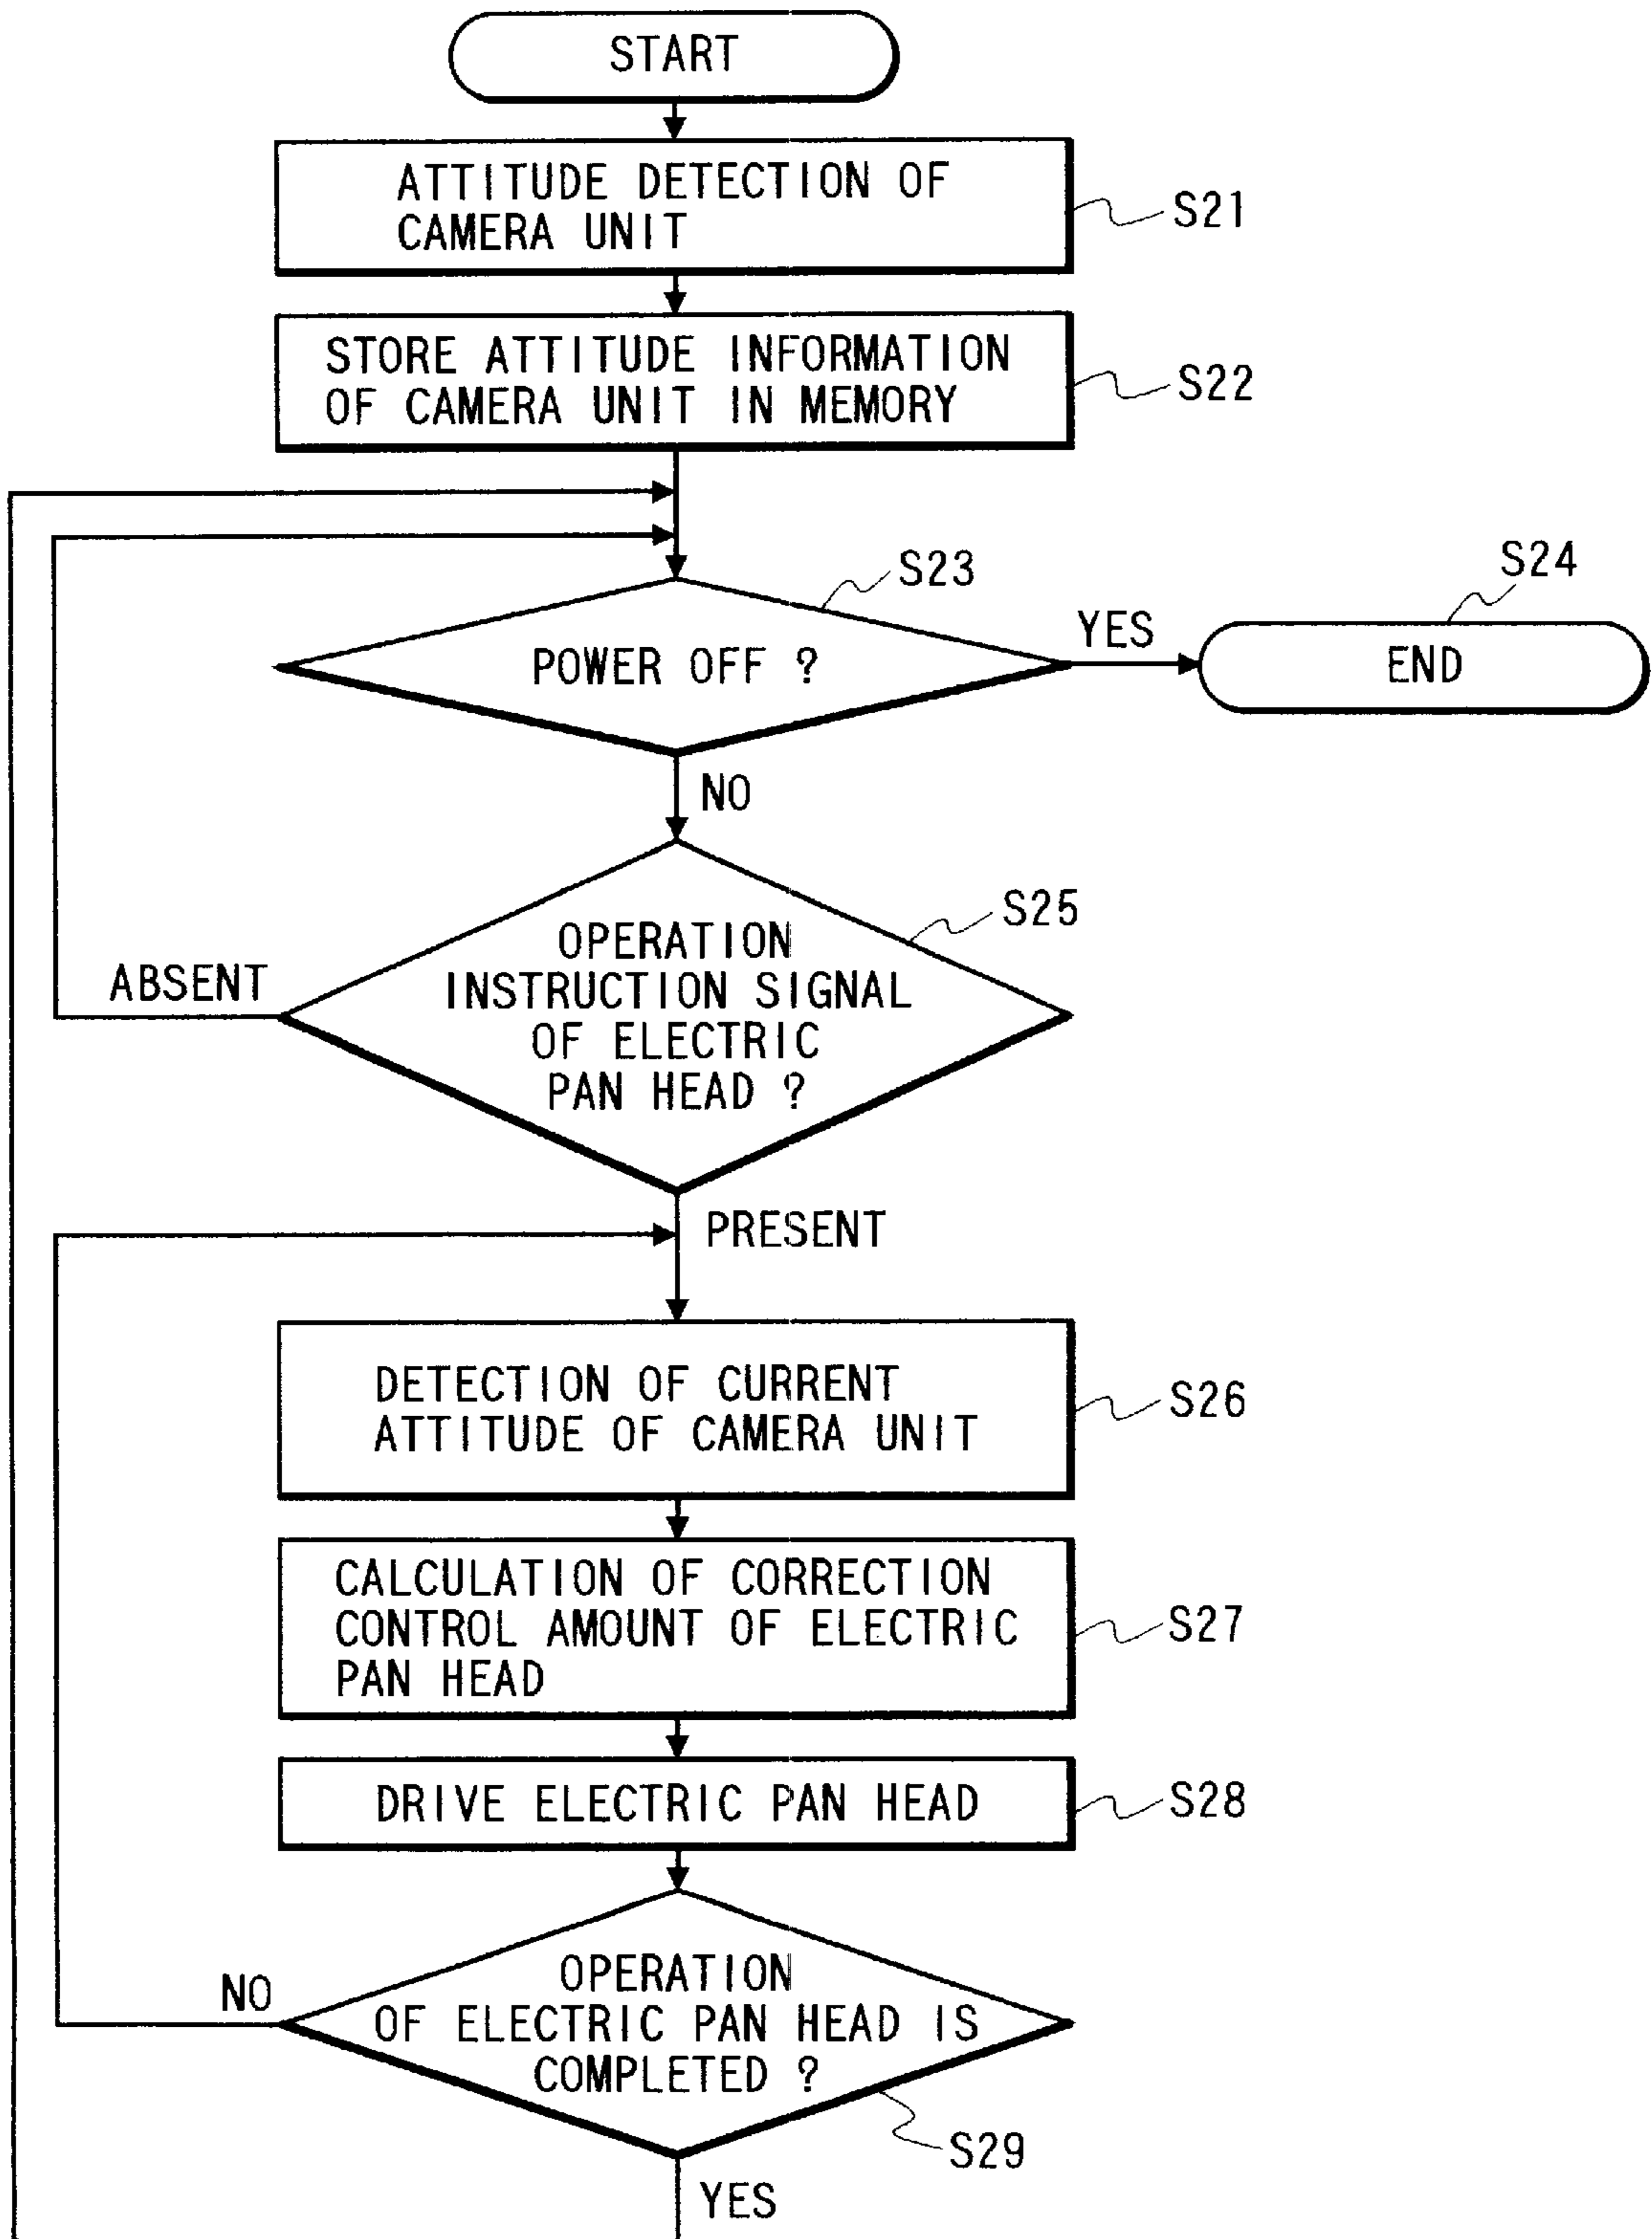 START
ATTITUDE DETECTION OF
CAMERA UNIT
S21
STORE ATTITUDE INFORMATION
OF CAMERA UNIT IN MEMORY
S22
S23
POWER OFF ?
YES
S24
END
NO
S25
OPERATION
INSTRUCTION SIGNAL
OF ELECTRIC
PAN HEAD ?
ABSENT
PRESENT
DETECTION OF CURRENT
ATTITUDE OF CAMERA UNIT
S26
CALCULATION OF CORRECTION
CONTROL AMOUNT OF ELECTRIC
PAN HEAD
S27
DRIVE ELECTRIC PAN HEAD
S28
OPERATION
OF ELECTRIC PAN HEAD IS
COMPLETED ?
NO
S29
YES